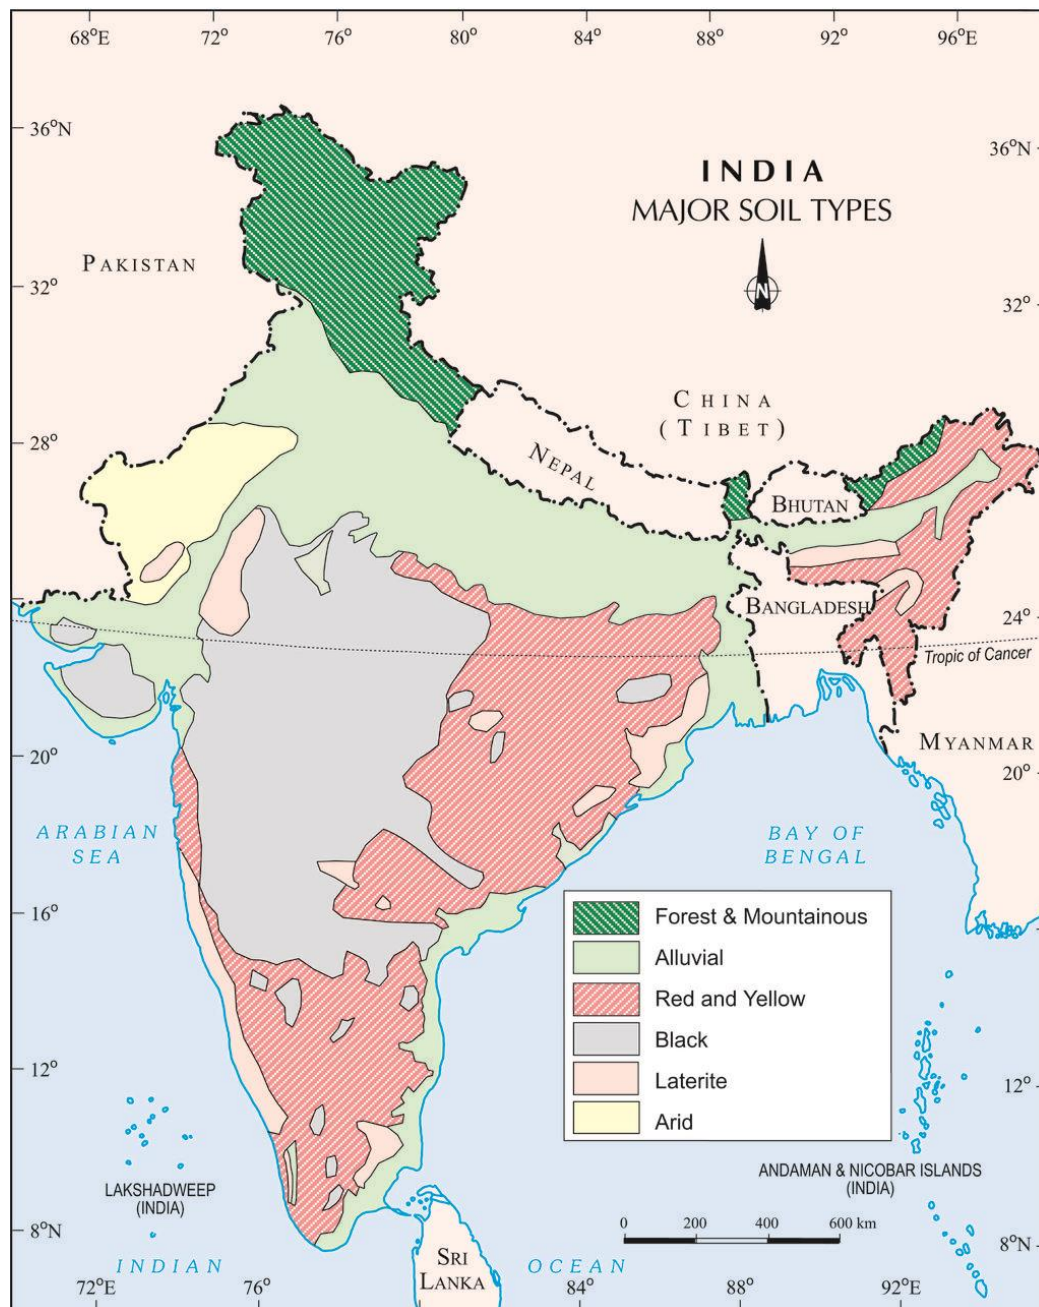 68°E 72° 76° 80° 84° 88° 92° 96°E
36°N
36°N
INDIA
MAJOR SOIL TYPES
N
PAKISTAN
32°
32°
CHINA
(TIBET)
28°
28°
NEPAL
BHUTAN
BANGLADESH
24°
Tropic of Cancer
MYANMAR
20°
20°
ARABIAN
SEA
BAY OF
BENGAL
16°
Forest & Mountainous
Alluvial
Red and Yellow
Black
Laterite
Arid
12°
12°
LAKSHADWEEP
(INDIA)
ANDAMAN & NICOBAR ISLANDS
(INDIA)
0 200 400 600 km
8°N
8°N
SRI
LANKA
INDIAN OCEAN
72°E 76° 84° 88° 92°E